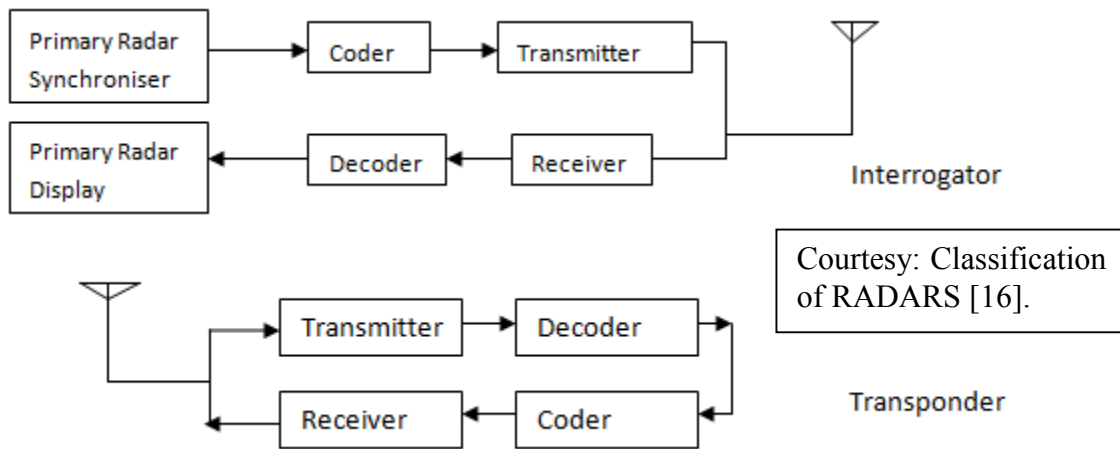 Primary Radar
Synchroniser
Coder
Transmitter
Primary Radar
Display
Decoder
Receiver
Interrogator
Courtesy: Classification
of RADARS [16].
Transmitter
Decoder
Receiver
Coder
Transponder